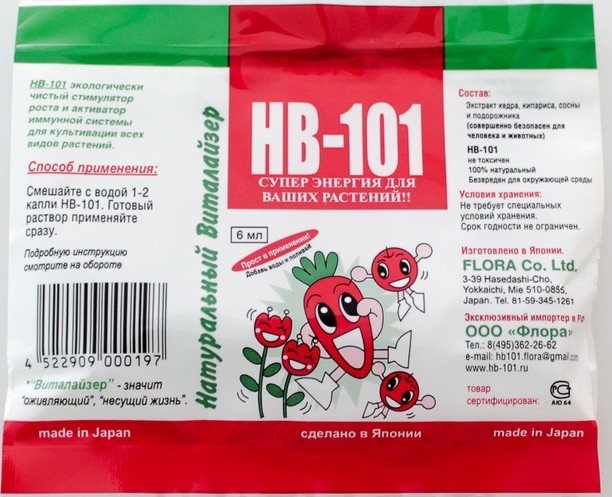 HB-101 экологически
чистый стимулятор
роста и активатор
иммунной системы
для культивации всех
видов растений.
Способ применения:
Смешайте с водой 1-2
капли HB-101. Готовый
раствор применяйте
сразу.
Подробную инструкцию
смотрите на обороте
4 522909 000197
*"Виталайзер" - значит
"оживляющий", "несущий жизнь".
Натуральный Виталайзер
HB-101
СУПЕР ЭНЕРГИЯ ДЛЯ
ВАШИХ РАСТЕНИЙ!!
6 мл
Прост в применении!
Добавь воды и поливай
Состав:
Экстракт кедра, кипариса, сосны
и подорожника
(совершенно безопасен для
человека и животных)
HB-101
не токсичен
100% натуральный
Безвреден для окружающей среды
Условия хранения:
Не требует специальных
условий хранения.
Срок годности не ограничен.
Изготовлено в Японии.
FLORA Co. Ltd.
3-39 Hasedashi-Cho,
Yokkaichi, Mie 510-0855,
Japan. Tel. 81-59-345-1261
Эксклюзивный импортер в РФ
ООО «Флора»
Тел.: 8(495)362-26-62
e-mail: hb101.flora@gmail.com
www.hb-101.ru
товар
сертифицирован:
АЮ 64
made in Japan
сделано в Японии
made in Japan